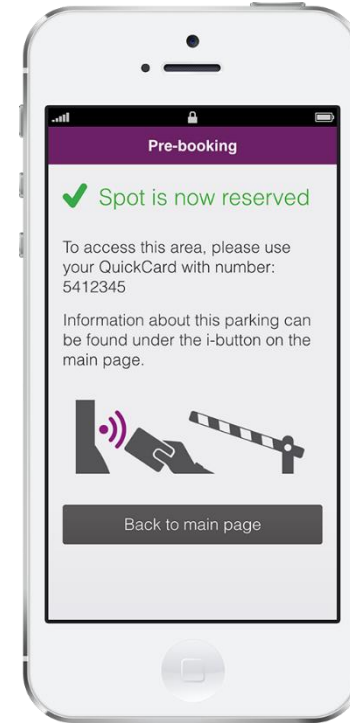 Pre-booking
Spot is now reserved
To access this area, please use
your QuickCard with number:
5412345
Information about this parking can
be found under the i-button on the
main page.
Back to main page